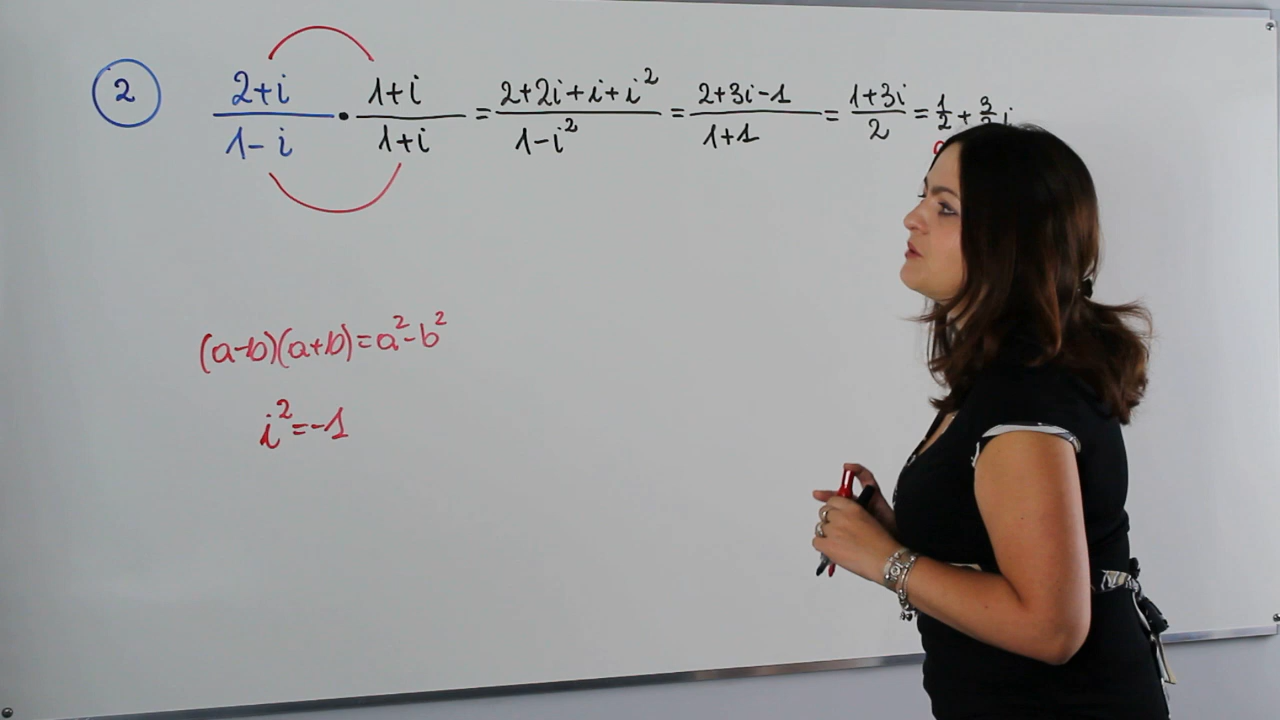 2 (2+i)/(1-i) · (1+i)/(1+i) = (2+2i+i+i²)/(1-i²) = (2+3i-1)/(1+1) = (1+3i)/2 = 1/2 + 3/2 i
(a-b)(a+b)=a²-b²
i²=-1